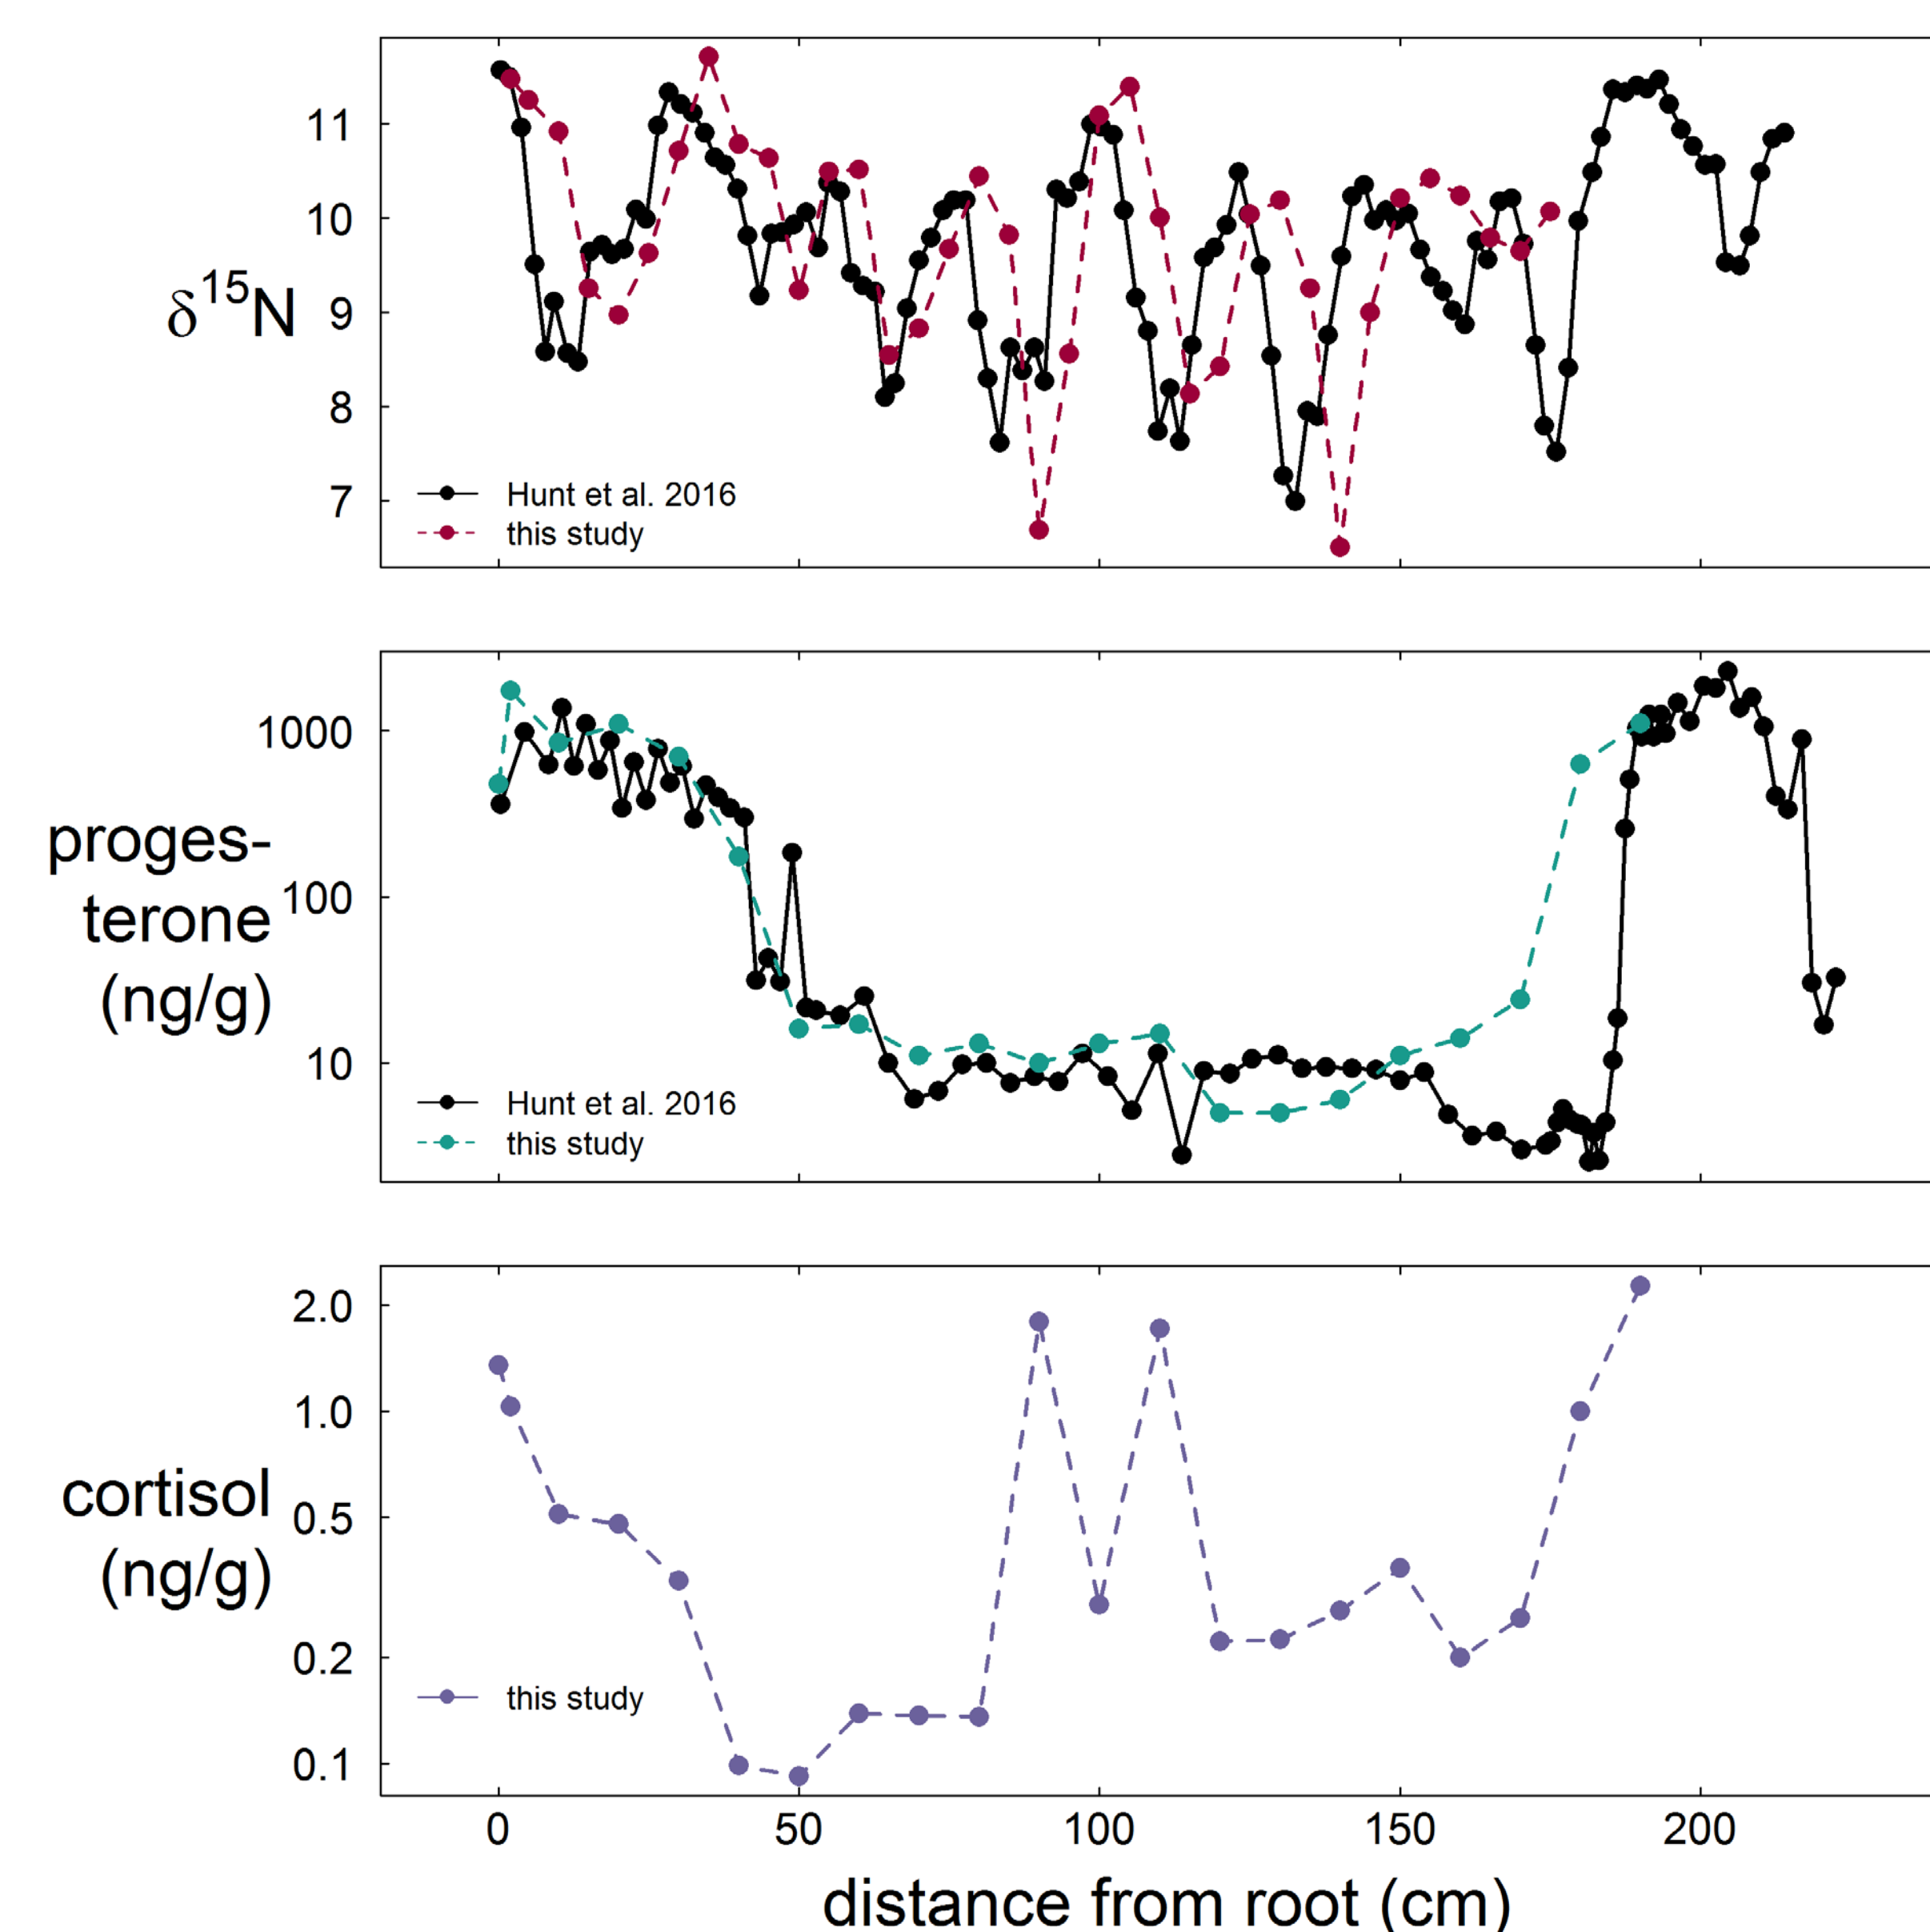 11
10
δ¹⁵N
9
8
7
Hunt et al. 2016
this study
1000
proges-
terone
(ng/g)
100
10
Hunt et al. 2016
this study
2.0
1.0
cortisol
(ng/g)
0.5
0.2
0.1
this study
0 50 100 150 200
distance from root (cm)